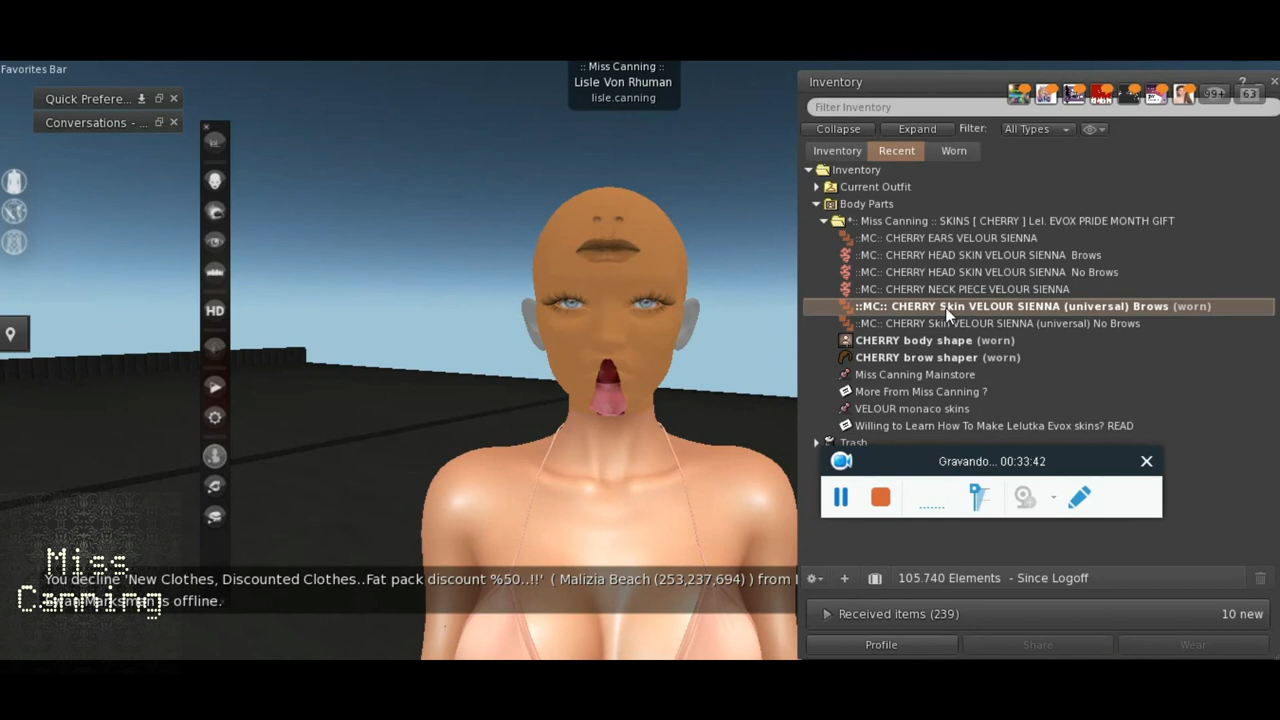 Favorites Bar
Quick Prefere...
Conversations - ...
:: Miss Canning ::
Lisle Von Rhuman
lisle.canning
HD
Inventory
?
99+
63
Filter Inventory
Collapse
Expand
Filter:
All Types
Inventory
Recent
Worn
Inventory
Current Outfit
Body Parts
*:: Miss Canning :: SKINS [ CHERRY ] Lel. EVOX PRIDE MONTH GIFT
::MC:: CHERRY EARS VELOUR SIENNA
::MC:: CHERRY HEAD SKIN VELOUR SIENNA Brows
::MC:: CHERRY HEAD SKIN VELOUR SIENNA No Brows
::MC:: CHERRY NECK PIECE VELOUR SIENNA
::MC:: CHERRY Skin VELOUR SIENNA (universal) Brows (worn)
::MC:: CHERRY Skin VELOUR SIENNA (universal) No Brows
CHERRY body shape (worn)
CHERRY brow shaper (worn)
Miss Canning Mainstore
More From Miss Canning ?
VELOUR monaco skins
Willing to Learn How To Make Lelutka Evox skins? READ
Trash
Gravando... 00:33:42
105.740 Elements - Since Logoff
Received items (239)
10 new
Profile
Share
Wear
Miss
Canning
You decline 'New Clothes, Discounted Clothes..Fat pack discount %50..!!' ( Malizia Beach (253,237,694) ) from
is offline.